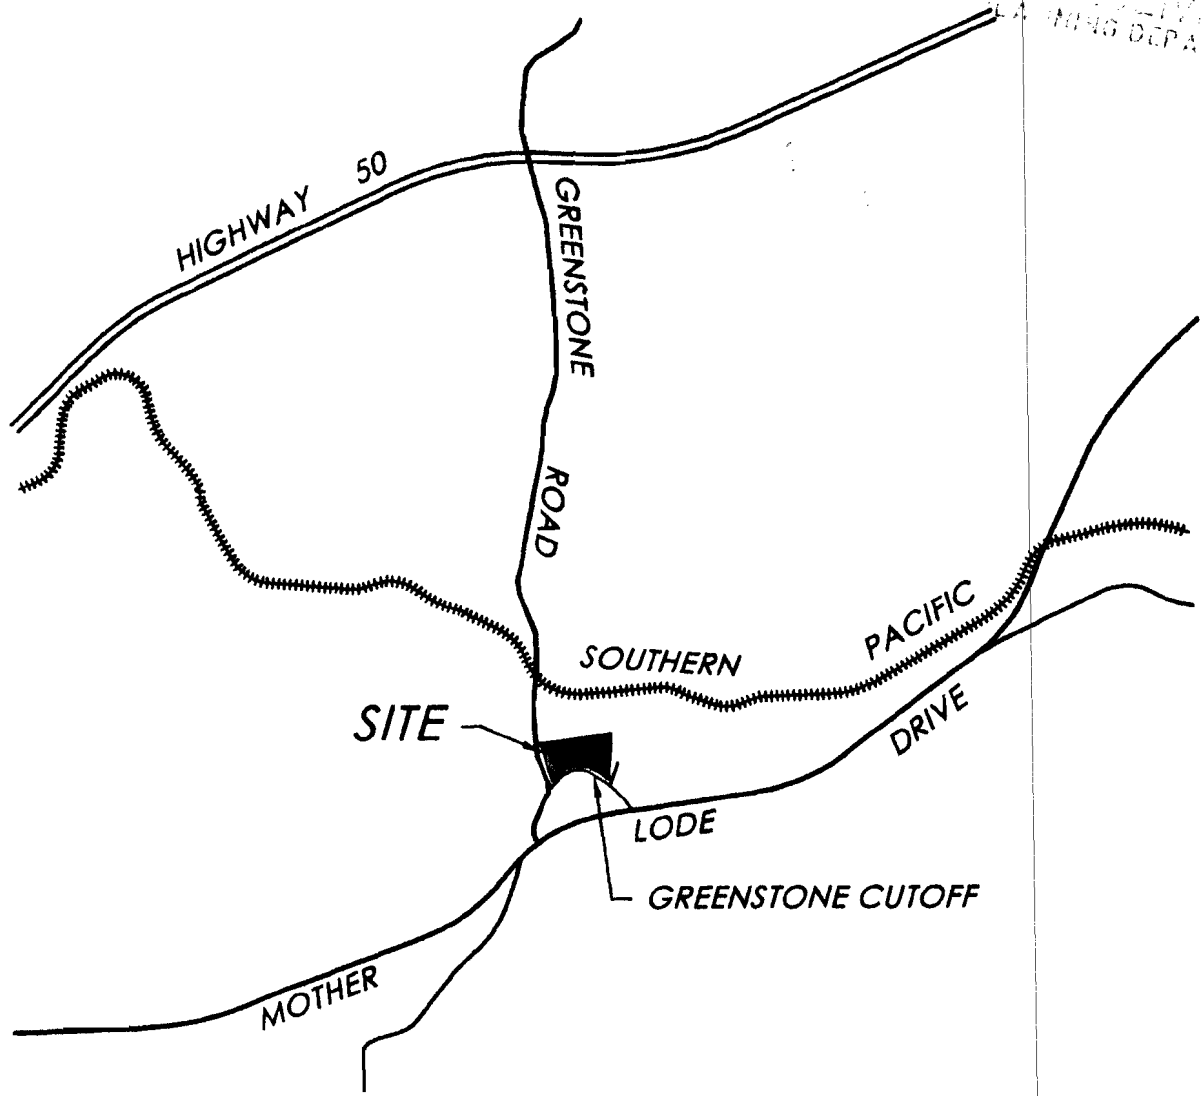 HIGHWAY 50
GREENSTONE
ROAD
SOUTHERN PACIFIC
SITE
MOTHER LODE DRIVE
GREENSTONE CUTOFF